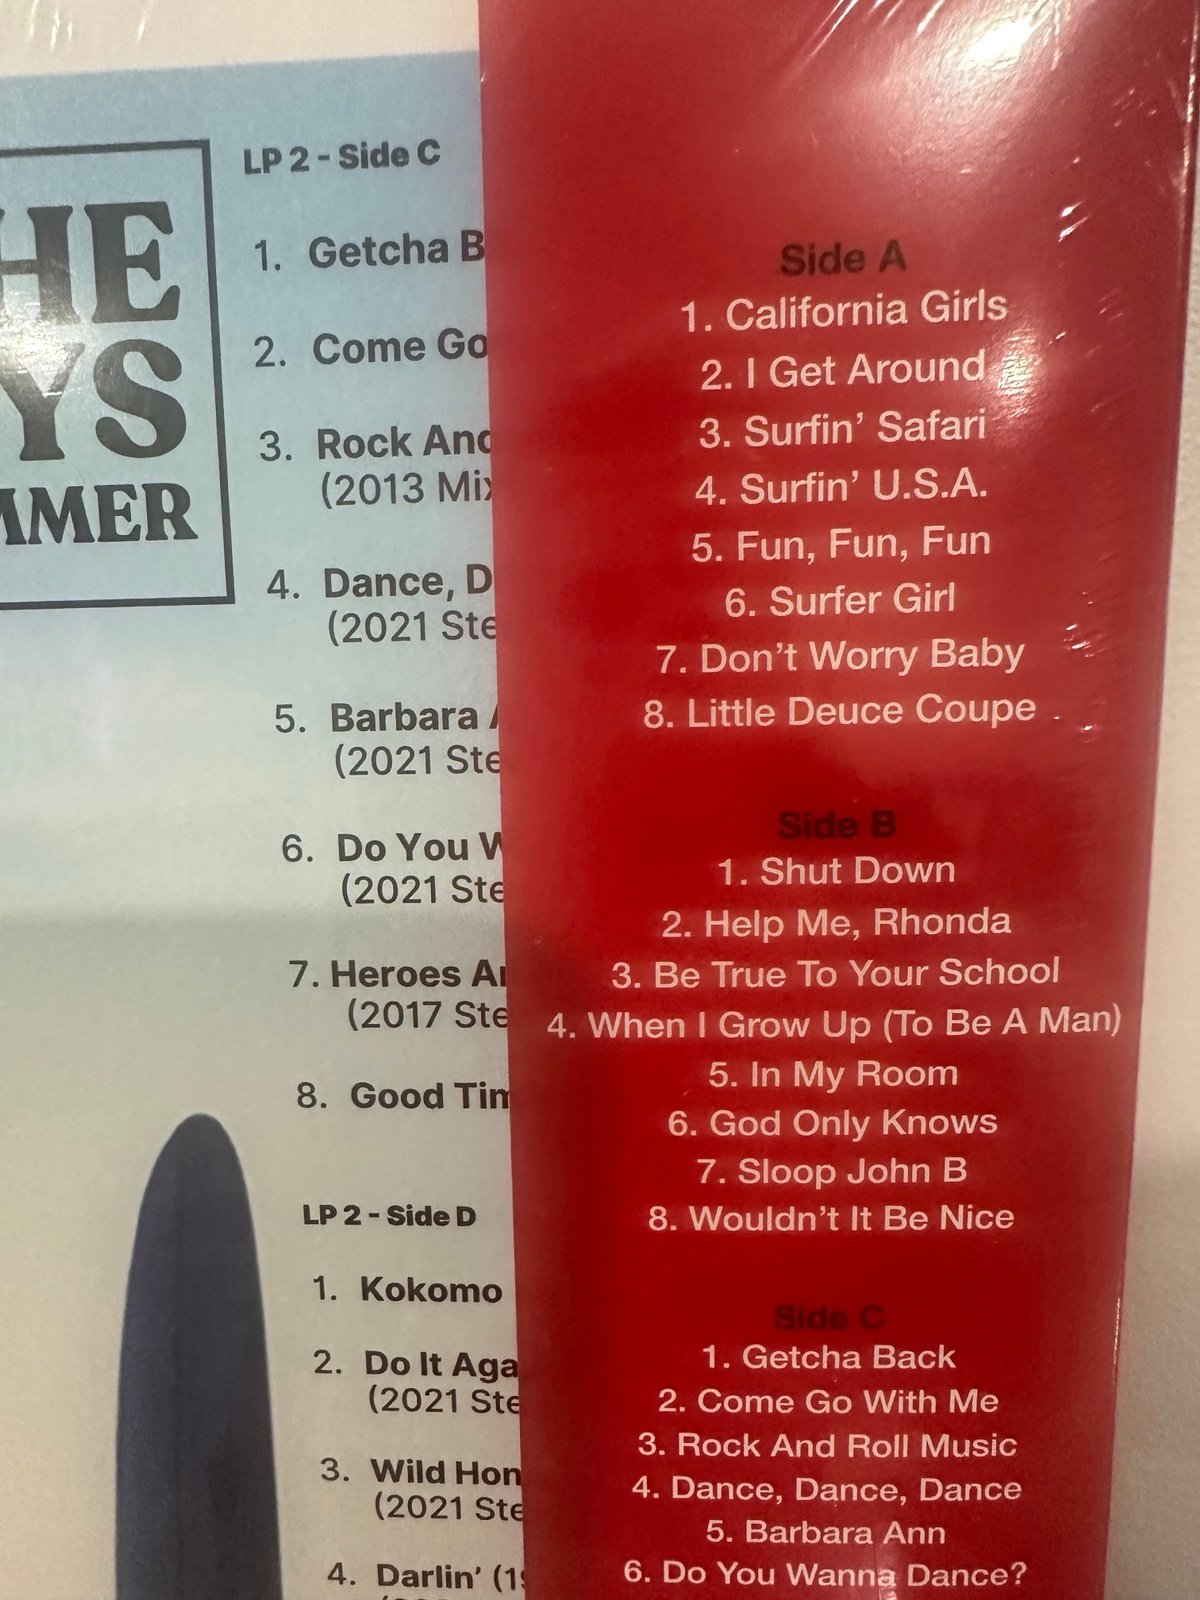 HE
YS
MMER
LP 2 - Side C
1. Getcha B
2. Come Go
3. Rock And
(2013 Mix
4. Dance, D
(2021 Ste
5. Barbara A
(2021 Ste
6. Do You W
(2021 Ste
7. Heroes An
(2017 Ste
8. Good Tim
LP 2 - Side D
1. Kokomo
2. Do It Aga
(2021 Ste
3. Wild Hon
(2021 Ste
4. Darlin' (19
Side A
1. California Girls
2. I Get Around
3. Surfin' Safari
4. Surfin' U.S.A.
5. Fun, Fun, Fun
6. Surfer Girl
7. Don't Worry Baby
8. Little Deuce Coupe
Side B
1. Shut Down
2. Help Me, Rhonda
3. Be True To Your School
4. When I Grow Up (To Be A Man)
5. In My Room
6. God Only Knows
7. Sloop John B
8. Wouldn't It Be Nice
Side C
1. Getcha Back
2. Come Go With Me
3. Rock And Roll Music
4. Dance, Dance, Dance
5. Barbara Ann
6. Do You Wanna Dance?